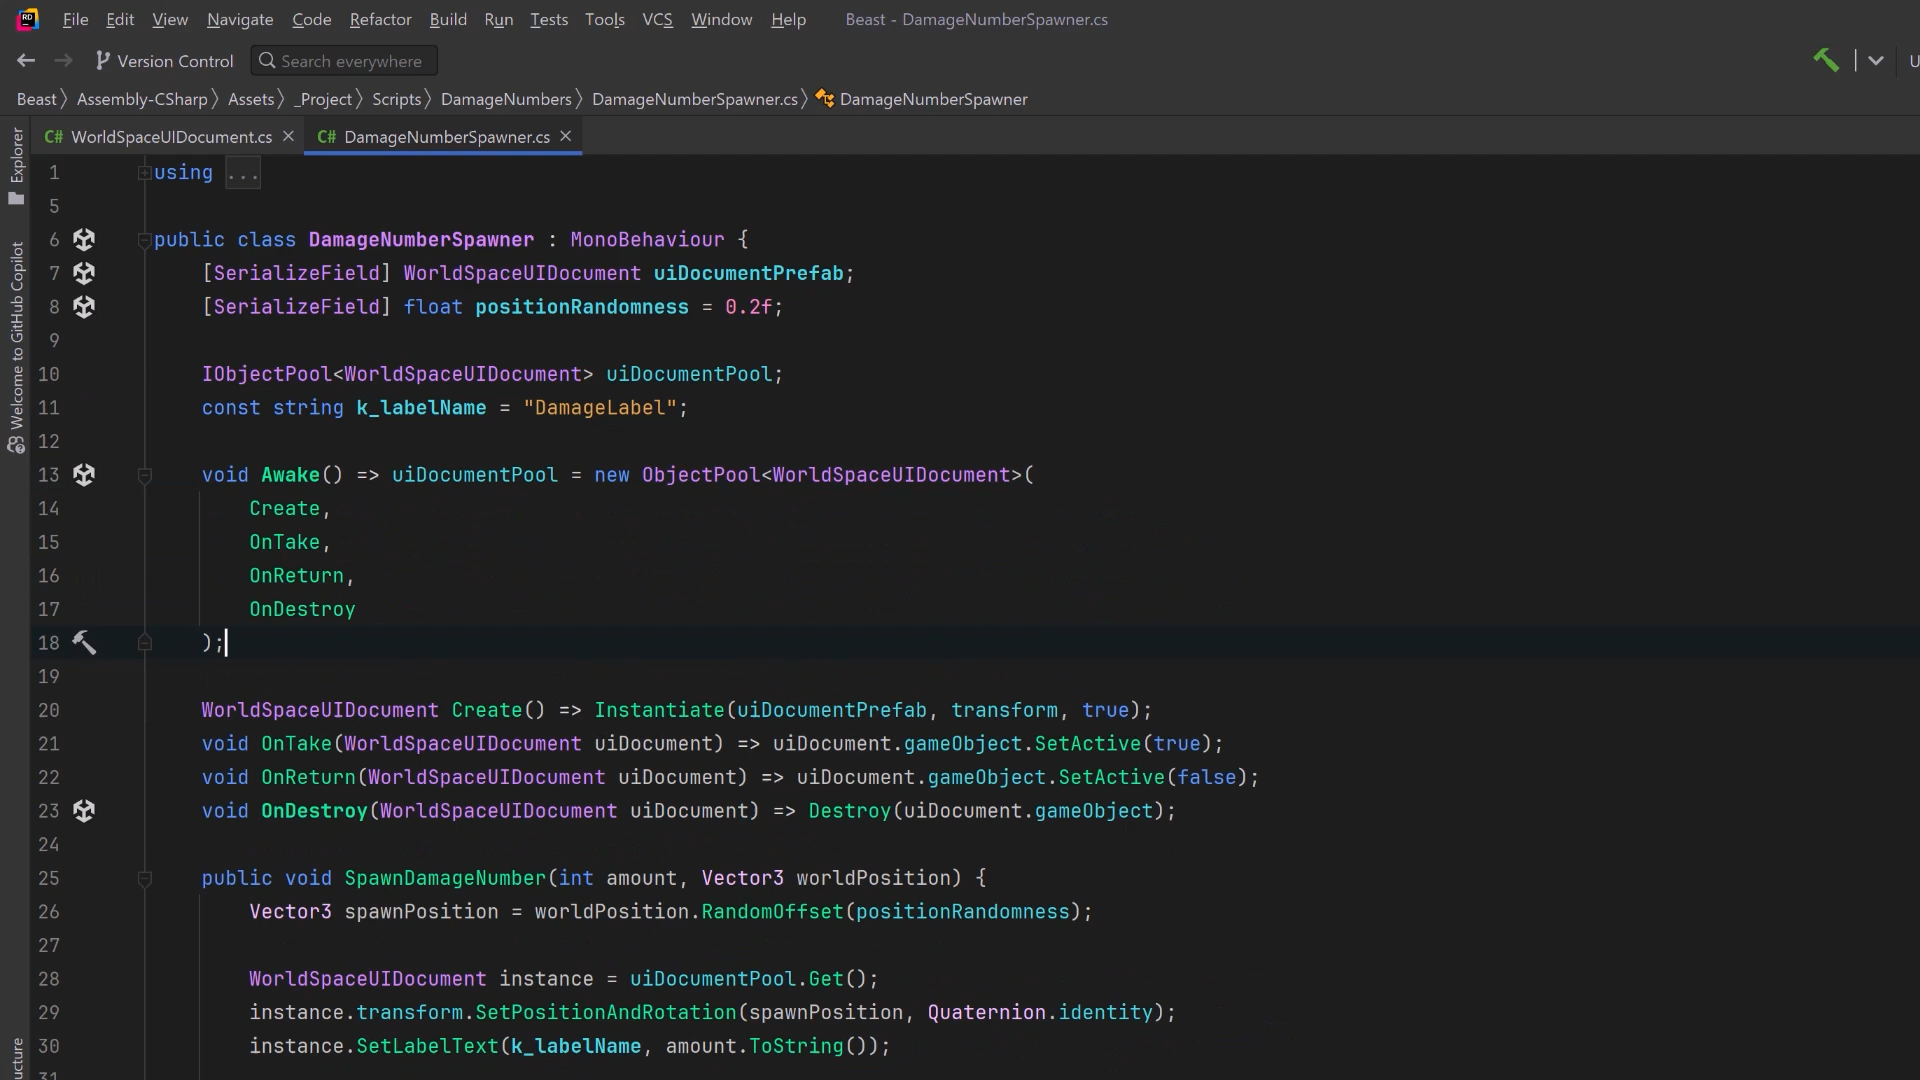 RD File Edit View Navigate Code Refactor Build Run Tests Tools VCS Window Help Beast - DamageNumberSpawner.cs
Version Control Search everywhere
Beast Assembly-CSharp Assets _Project Scripts DamageNumbers DamageNumberSpawner.cs DamageNumberSpawner
C# WorldSpaceUIDocument.cs C# DamageNumberSpawner.cs
Explorer
Welcome to GitHub Copilot
1 using ...
5
6 public class DamageNumberSpawner : MonoBehaviour {
7 [SerializeField] WorldSpaceUIDocument uiDocumentPrefab;
8 [SerializeField] float positionRandomness = 0.2f;
9
10 IObjectPool<WorldSpaceUIDocument> uiDocumentPool;
11 const string k_labelName = "DamageLabel";
12
13 void Awake() => uiDocumentPool = new ObjectPool<WorldSpaceUIDocument>(
14 Create,
15 OnTake,
16 OnReturn,
17 OnDestroy
18 );
19
20 WorldSpaceUIDocument Create() => Instantiate(uiDocumentPrefab, transform, true);
21 void OnTake(WorldSpaceUIDocument uiDocument) => uiDocument.gameObject.SetActive(true);
22 void OnReturn(WorldSpaceUIDocument uiDocument) => uiDocument.gameObject.SetActive(false);
23 void OnDestroy(WorldSpaceUIDocument uiDocument) => Destroy(uiDocument.gameObject);
24
25 public void SpawnDamageNumber(int amount, Vector3 worldPosition) {
26 Vector3 spawnPosition = worldPosition.RandomOffset(positionRandomness);
27
28 WorldSpaceUIDocument instance = uiDocumentPool.Get();
29 instance.transform.SetPositionAndRotation(spawnPosition, Quaternion.identity);
30 instance.SetLabelText(k_labelName, amount.ToString());
31